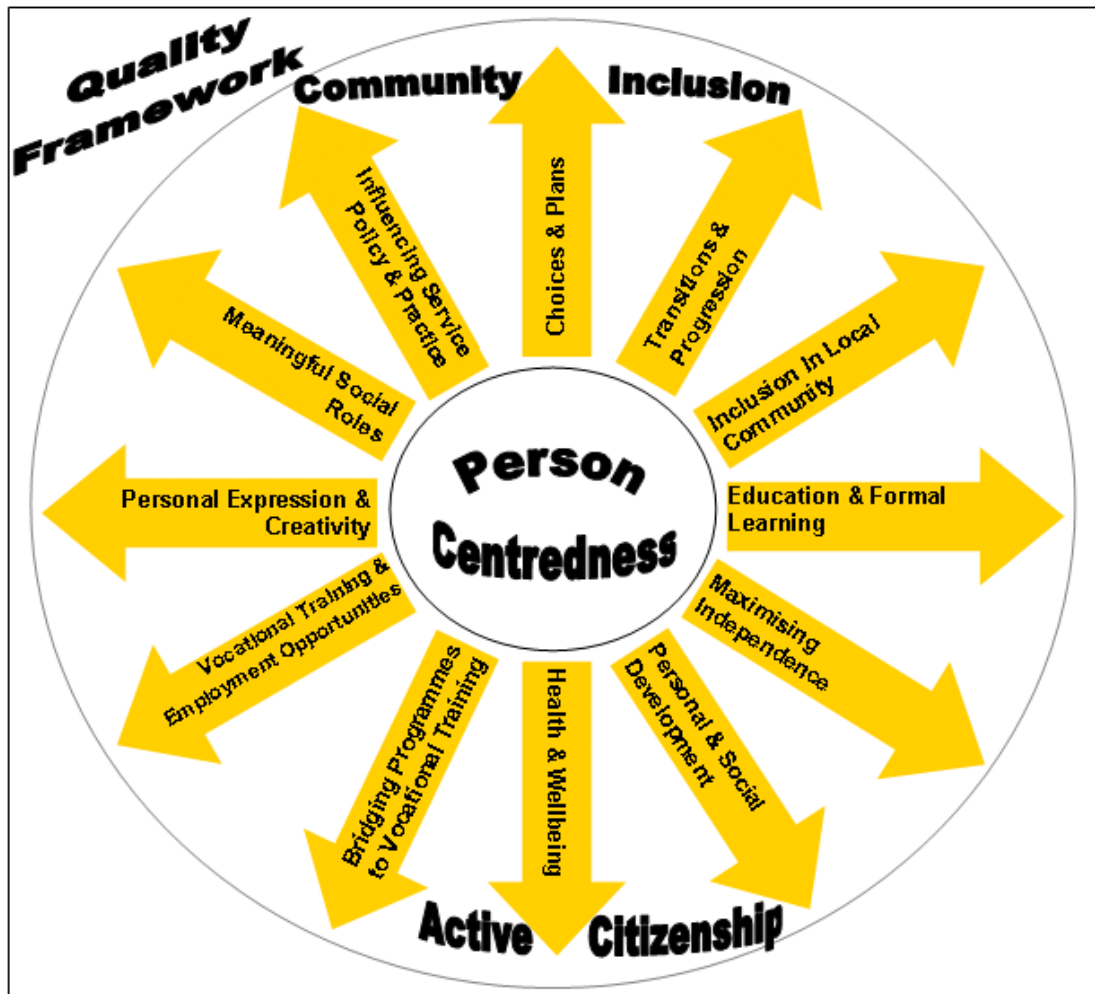 Quality
Framework
Community Inclusion
Choices & Plans
Transitions &
Progression
Inclusion In Local
Community
Education & Formal
Learning
Maximising
Independence
Personal & Social
Development
Health & Wellbeing
Bridging Programmes
to Vocational Training
Vocational Training &
Employment Opportunities
Personal Expression &
Creativity
Meaningful Social
Roles
Influencing Service
Policy & Practice
Person
Centredness
Active Citizenship